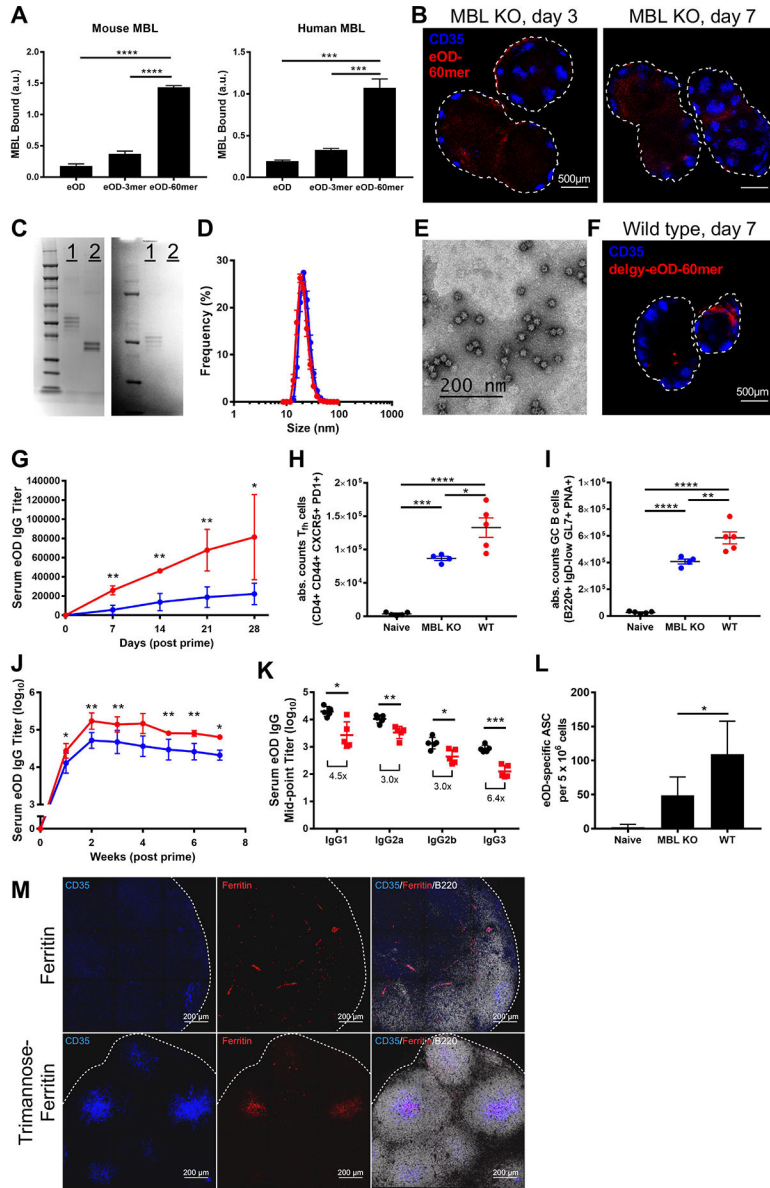 A
Mouse MBL
MBL Bound (a.u.)
2.0
1.5
1.0
0.5
0.0
****
****
eOD eOD-3mer eOD-60mer
Human MBL
MBL Bound (a.u.)
1.5
1.0
0.5
0.0
***
***
eOD eOD-3mer eOD-60mer
B
MBL KO, day 3
MBL KO, day 7
CD35
eOD-
60mer
500µm
C
1 2
1 2
D
Frequency (%)
30
20
10
0
1 10 100 1000
Size (nm)
E
200 nm
F
Wild type, day 7
CD35
delgy-eOD-60mer
500µm
G
Serum eOD IgG Titer
140000
120000
100000
80000
60000
40000
20000
0
** ** ** *
0 7 14 21 28
Days (post prime)
H
abs. counts Tfh cells
(CD4+ CD44+ CXCR5+ PD1+)
2×10⁵
1.5×10⁵
1×10⁵
5×10⁴
0
****
*** *
Naive MBL KO WT
I
abs. counts GC B cells
(B220+ IgD-low GL7+ PNA+)
1×10⁶
8×10⁵
6×10⁵
4×10⁵
2×10⁵
0
****
**** **
Naive MBL KO WT
J
Serum eOD IgG Titer (log10)
6
5
4
0
* ** ** ** ** *
0 2 4 6 8
Weeks (post prime)
K
Serum eOD IgG
Mid-point Titer (log10)
5
4
3
2
1
* ** * ***
4.5x 3.0x 3.0x 6.4x
IgG1 IgG2a IgG2b IgG3
L
eOD-specific ASC
per 5 x 10⁶ cells
200
150
100
50
0
*
Naive MBL KO WT
M
Ferritin
CD35
200 µm
Ferritin
200 µm
CD35/Ferritin/B220
200 µm
Trimannose-
Ferritin
CD35
200 µm
Ferritin
200 µm
CD35/Ferritin/B220
200 µm